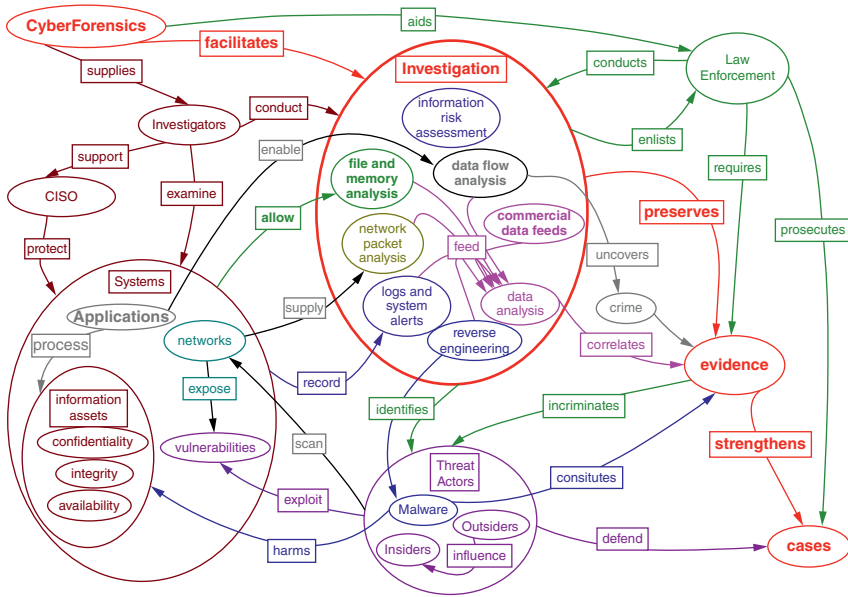 CyberForensics
aids
facilitates
supplies
Investigation
conducts
Law
Enforcement
information
risk
assessment
conduct
Investigators
enlists
enable
support
file and
memory
analysis
data flow
analysis
requires
examine
CISO
allow
preserves
commercial
data feeds
network
packet
analysis
feed
prosecutes
protect
uncovers
Systems
logs and
system
alerts
data
analysis
supply
crime
Applications
networks
reverse
engineering
process
correlates
evidence
expose
record
information
assets
identifies
incriminates
confidentiality
vulnerabilities
scan
strengthens
Threat
Actors
integrity
consitutes
exploit
availability
Malware
Outsiders
defend
cases
harms
Insiders
influence